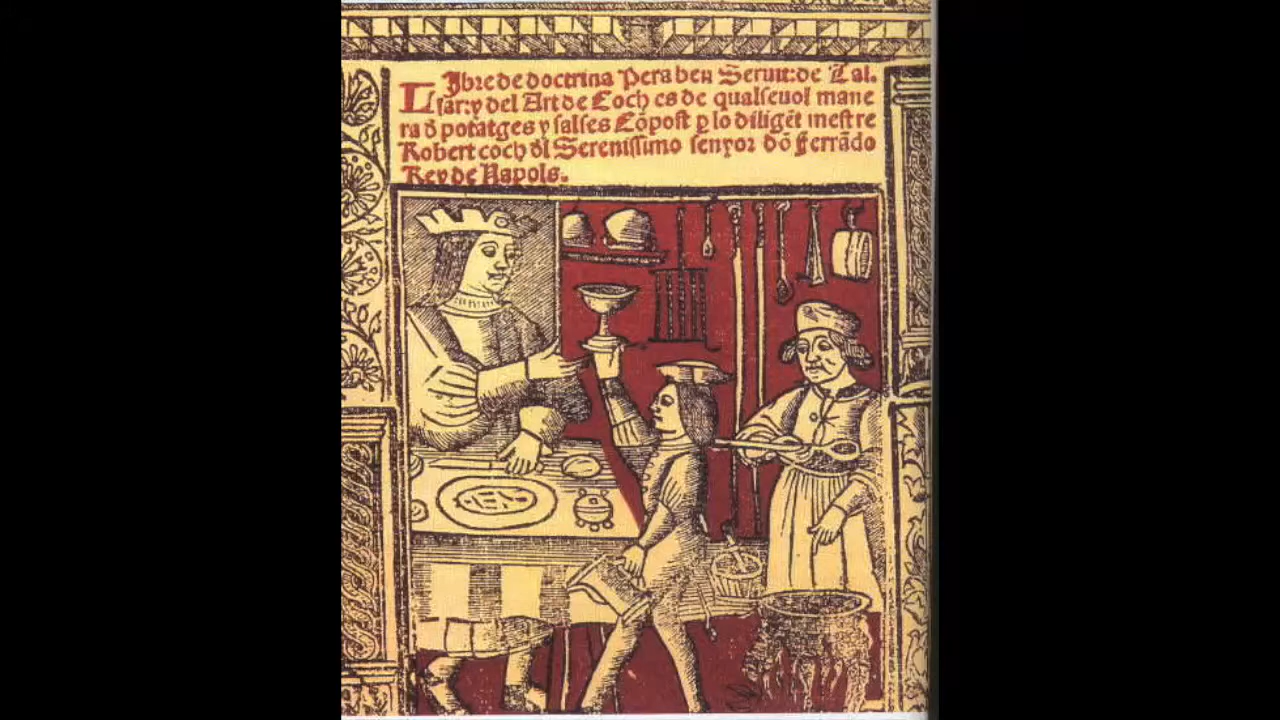 Libre de doctrina Pera ben Seruir: de Tal.
lar: y del Art de Coch cs de qualseuol mane
ra d̄ potatges y salses Cōpost ꝑ lo diligēt mestre
Robert coch dl̄ Serenissimo senyor dō Ferrādo
Rey de Napols.